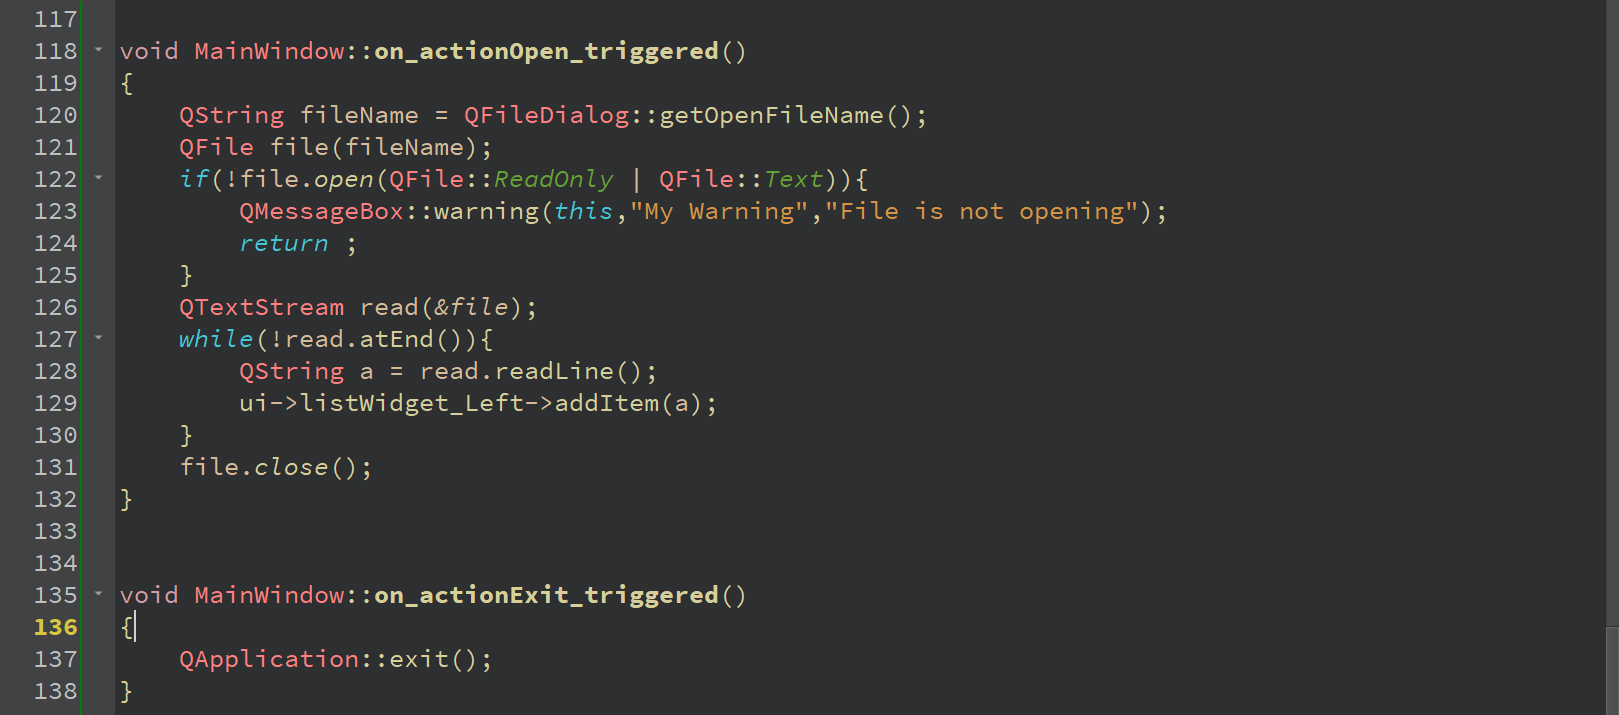 117
118 void MainWindow::on_actionOpen_triggered()
119 {
120     QString fileName = QFileDialog::getOpenFileName();
121     QFile file(fileName);
122     if(!file.open(QFile::ReadOnly | QFile::Text)){
123         QMessageBox::warning(this,"My Warning","File is not opening");
124         return ;
125     }
126     QTextStream read(&file);
127     while(!read.atEnd()){
128         QString a = read.readLine();
129         ui->listWidget_Left->addItem(a);
130     }
131     file.close();
132 }
133
134
135 void MainWindow::on_actionExit_triggered()
136 {
137     QApplication::exit();
138 }